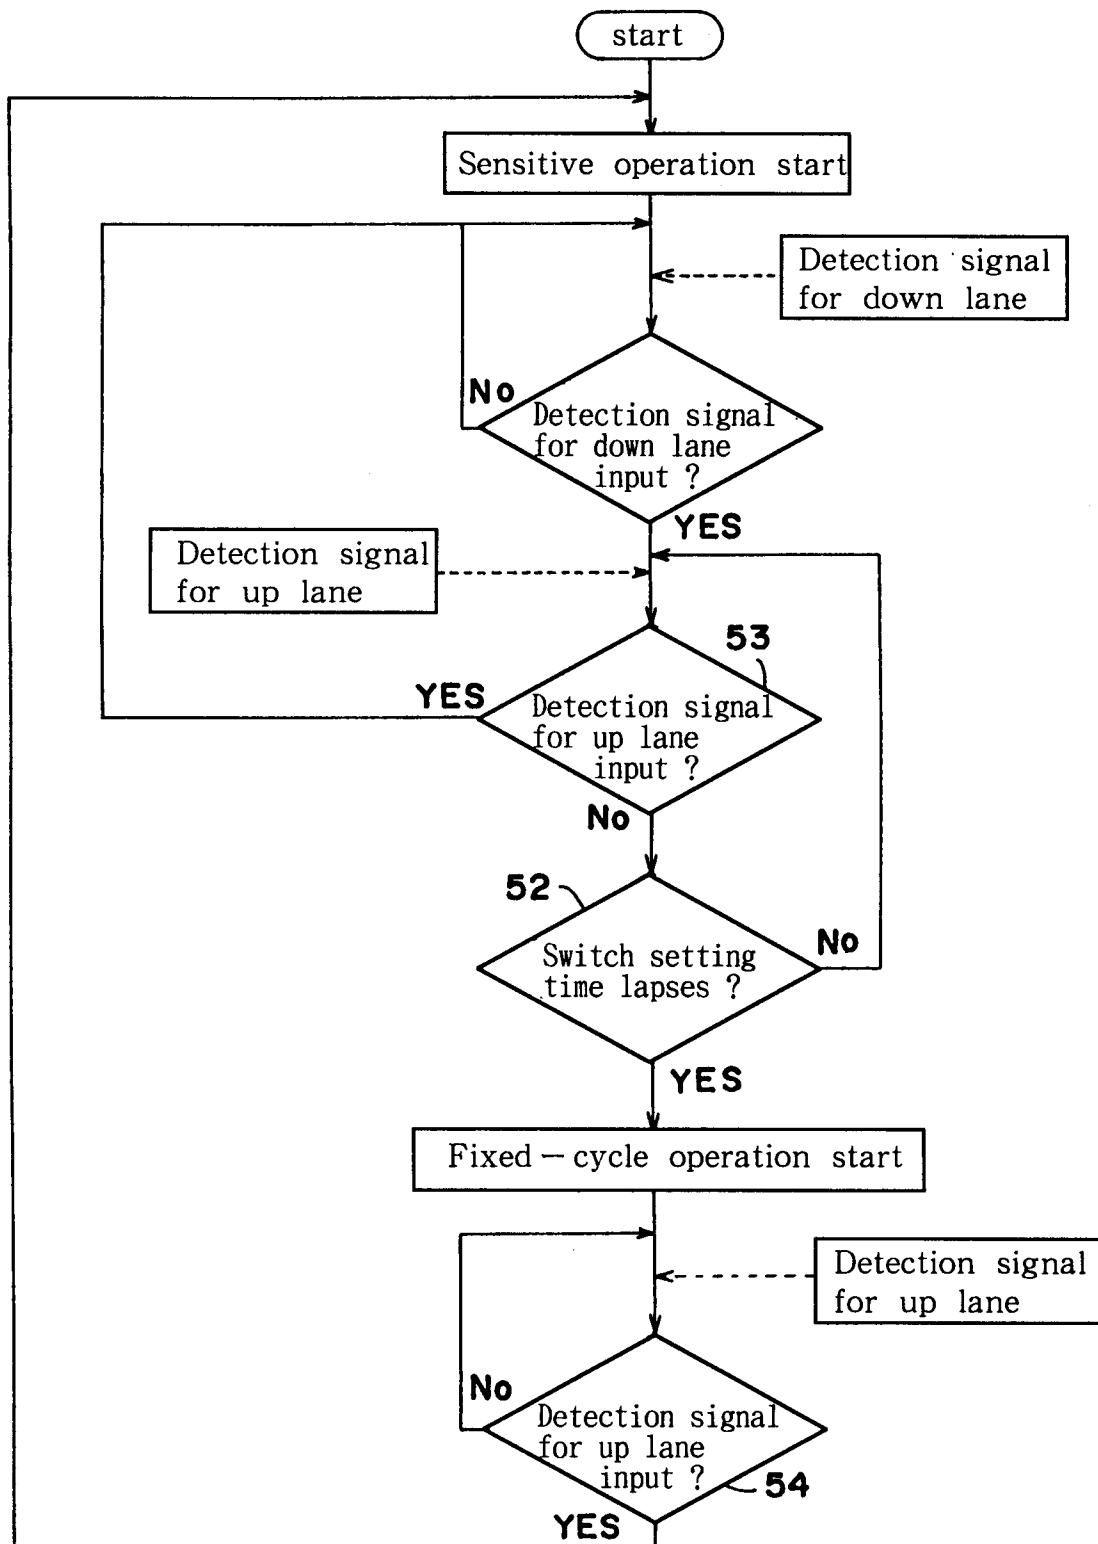 start
Sensitive operation start
Detection signal
for down lane
No
Detection signal
for down lane
input ?
YES
Detection signal
for up lane
53
YES
Detection signal
for up lane
input ?
No
52
No
Switch setting
time lapses ?
YES
Fixed－cycle operation start
Detection signal
for up lane
No
Detection signal
for up lane
input ?
54
YES